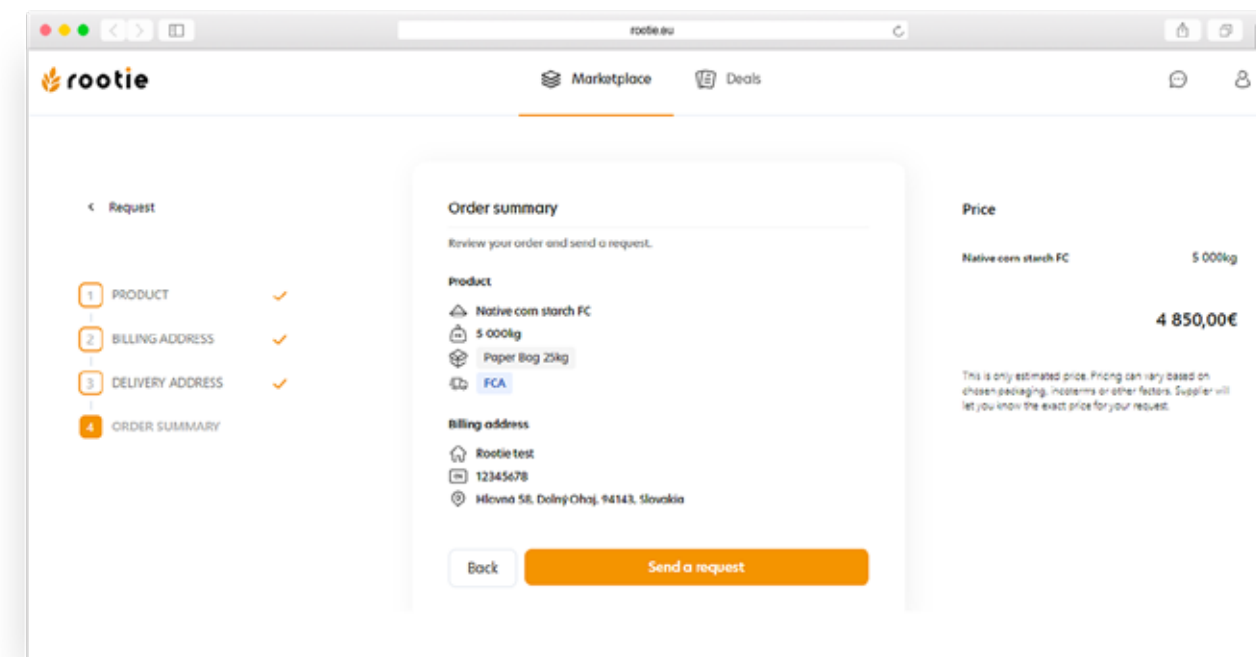 rootie.eu
rootie
Marketplace
Deals
Request
1 PRODUCT
2 BILLING ADDRESS
3 DELIVERY ADDRESS
4 ORDER SUMMARY
Order summary
Review your order and send a request.
Product
Native corn starch FC
5 000kg
Paper Bag 25kg
FCA
Billing address
Rootie test
12345678
Hlavná 58, Dolný Ohaj, 94143, Slovakia
Back
Send a request
Price
Native corn starch FC 5 000kg
4 850,00€
This is only estimated price. Pricing can vary based on
chosen packaging, incoterms or other factors. Supplier will
let you know the exact price for your request.